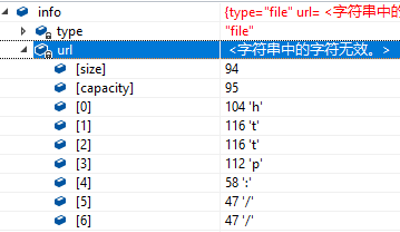 info {type="file" url= <字符串中的
type "file"
url <字符串中的字符无效。>
[size] 94
[capacity] 95
[0] 104 'h'
[1] 116 't'
[2] 116 't'
[3] 112 'p'
[4] 58 ':'
[5] 47 '/'
[6] 47 '/'